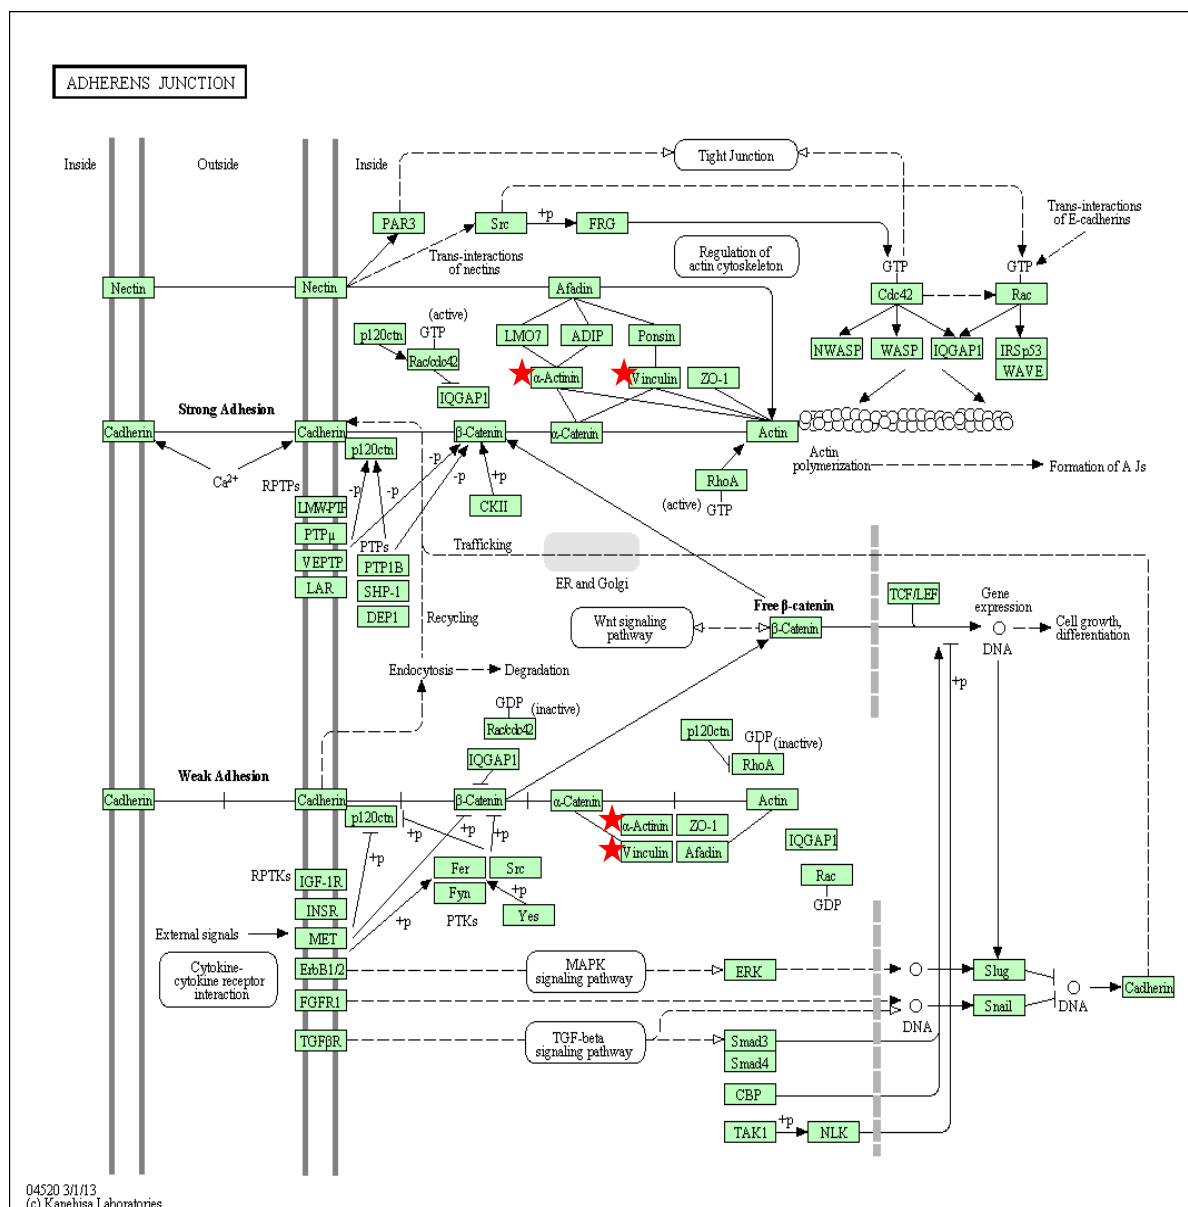 ADHERENS JUNCTION
Inside
Outside
Inside
Tight Junction
PAR3
Src
+p
FRG
Trans-interactions
of E-cadherins
Trans-interactions
of nectins
Regulation of
actin cytoskeleton
GTP
GTP
Nectin
Nectin
Afadin
Cdc42
Rac
(active)
GTP
p120ctn
LMO7
ADIP
Ponsin
Rac/cdc42
NWASP
WASP
IQGAP1
IRSp53
WAVE
α-Actinin
Vinculin
ZO-1
IQGAP1
Strong Adhesion
Cadherin
Cadherin
β-Catenin
α-Catenin
Actin
p120ctn
Actin
polymerization
Formation of A Js
Ca2+
RPTPs
-p
-p
-p
-p
+p
RhoA
(active)
GTP
LMW-PTP
CKII
PTPμ
PTPs
Trafficking
VEPTP
PTP1B
ER and Golgi
LAR
SHP-1
DEP1
Recycling
Free β-catenin
TCF/LEF
Gene
expression
Wnt signaling
pathway
β-Catenin
DNA
Cell growth,
differentiation
+p
Endocytosis
Degradation
GDP
(inactive)
Rac/cdc42
p120ctn
GDP
(inactive)
IQGAP1
RhoA
Weak Adhesion
Cadherin
Cadherin
β-Catenin
α-Catenin
Actin
p120ctn
+p
+p
+p
+p
α-Actinin
ZO-1
Vinculin
Afadin
IQGAP1
RPTKs
IGF-1R
Fer
Src
Rac
GDP
INSR
Fyn
+p
PTKs
Yes
+p
External signals
MET
Cytokine-
cytokine receptor
interaction
ErbB1/2
MAPK
signaling pathway
ERK
Slug
FGFR1
Snail
DNA
DNA
Cadherin
TGFβR
TGF-beta
signaling pathway
Smad3
Smad4
CBP
TAK1
+p
NLK
04520 3/1/13
(c) Kanehisa Laboratories